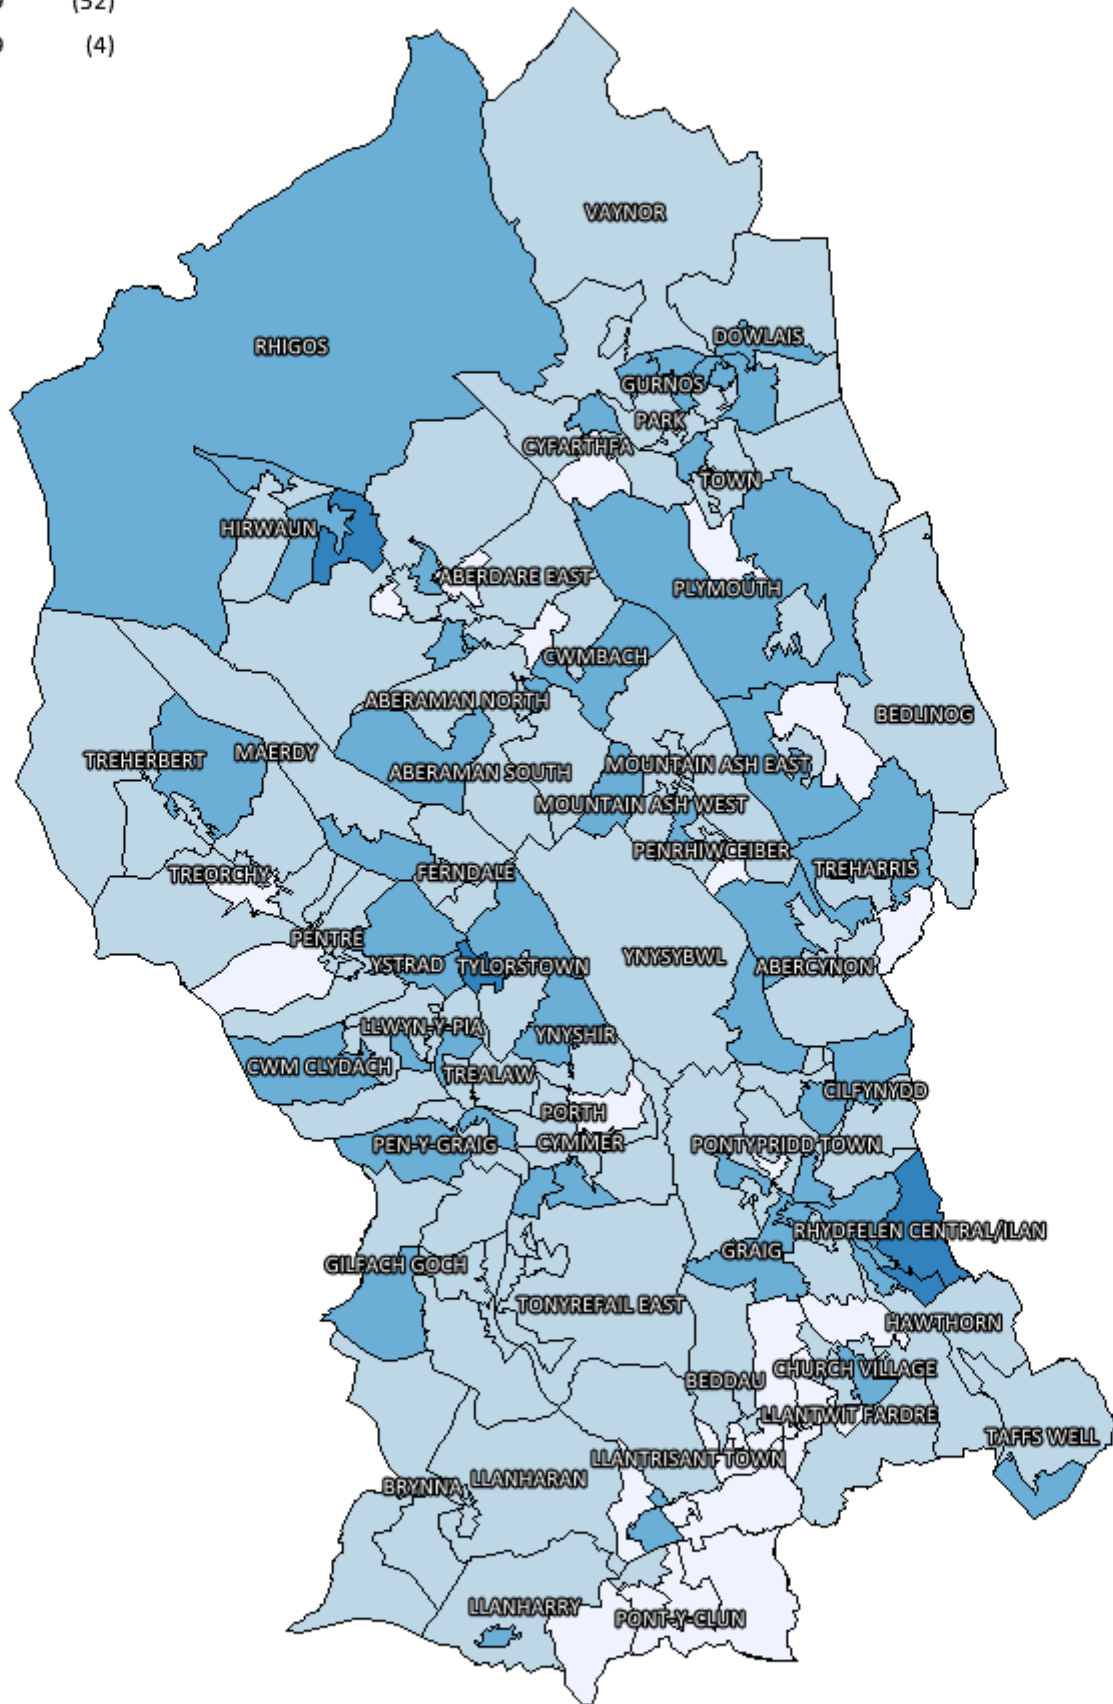 9 (52)
9 (4)
VAYNOR
RHIGOS
DOWLAIS
GURNOS
PARK
CYFARTHFA
TOWN
HIRWAUN
ABERDARE EAST
PLYMOUTH
CWMBACH
ABERAMAN NORTH
BEDLINOG
TREHERBERT
MAERDY
ABERAMAN SOUTH
MOUNTAIN ASH EAST
MOUNTAIN ASH WEST
PENRHIWCEIBER
TREORCHY
FERNDALE
TREHARRIS
PENTRE
YSTRAD
TYLORSTOWN
YNYSYBWL
ABERCYNON
LLWYN-Y-PIA
YNYSHIR
CWM CLYDACH
TREALAW
CILFYNYDD
PORTH
PEN-Y-GRAIG
CYMMER
PONTYPRIDD TOWN
RHYDFELEN CENTRAL/ILAN
GRAIG
GILFACH GOCH
TONYREFAIL EAST
HAWTHORN
BEDDAU
CHURCH VILLAGE
LLANTWIT FARDRE
TAFFS WELL
LLANTRISANT TOWN
BRYNNA
LLANHARAN
LLANHARRY
PONT-Y-CLUN